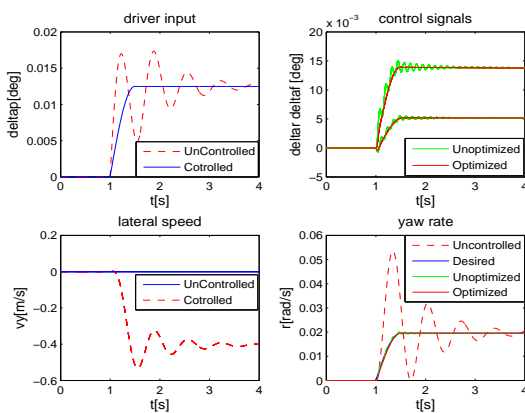 driver input
0.02
0.015
0.01
0.005
0
deltap[deg]
UnControlled
Cotrolled
0 1 2 3 4
t[s]
control signals
x 10⁻³
20
15
10
5
0
−5
deltar deltaf [deg]
Unoptimized
Optimized
0 1 2 3 4
t[s]
lateral speed
0.2
0
−0.2
−0.4
−0.6
vy[m/s]
UnControlled
Cotrolled
0 1 2 3 4
t[s]
yaw rate
0.06
0.05
0.04
0.03
0.02
0.01
0
r[rad/s]
Uncontrolled
Desired
Unoptimized
Optimized
0 1 2 3 4
t[s]